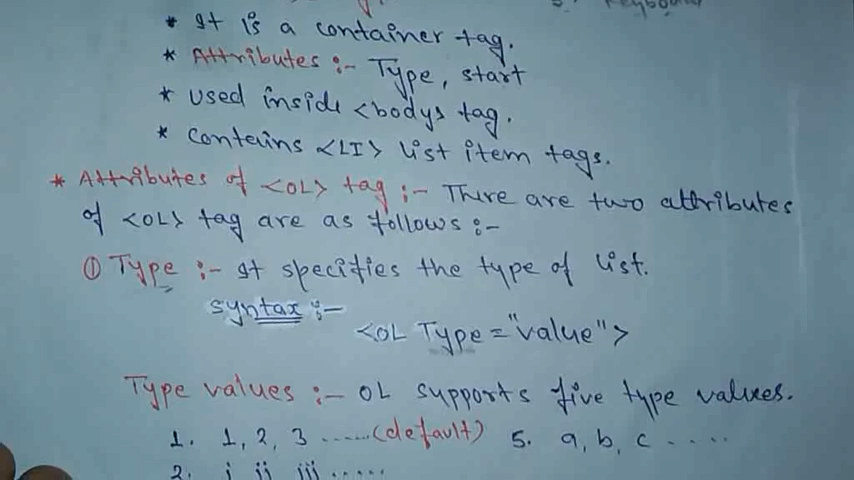 * It is a container tag.
* Attributes :- Type, start
* used inside <body> tag.
* contains <LI> list item tags.
* Attributes of <OL> tag :- There are two attributes
of <OL> tag are as follows :-
① Type :- It specifies the type of list.
syntax :-
<OL Type="value">
Type values :- OL supports five type values.
1. 1, 2, 3 ......(default) 5. a, b, c .....
2. i ii iii .....